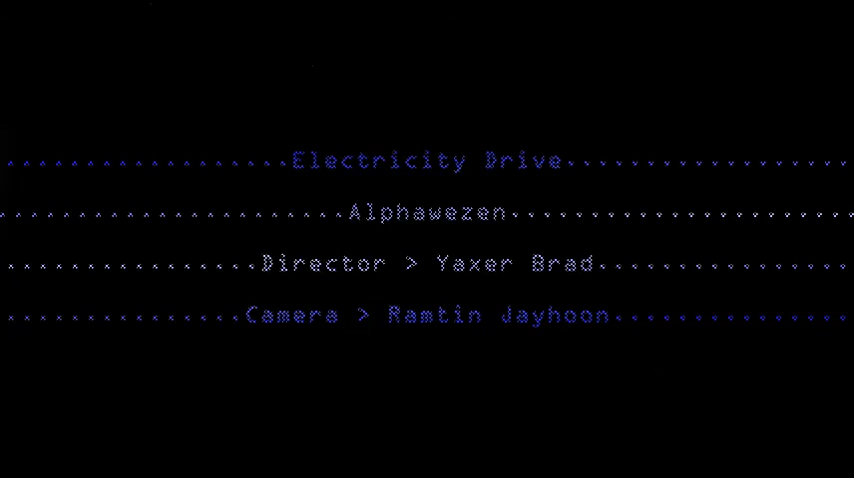 Electricity Drive
Alphawezen
Director > Yaxer Brad
Camera > Ramtin Jayhoon